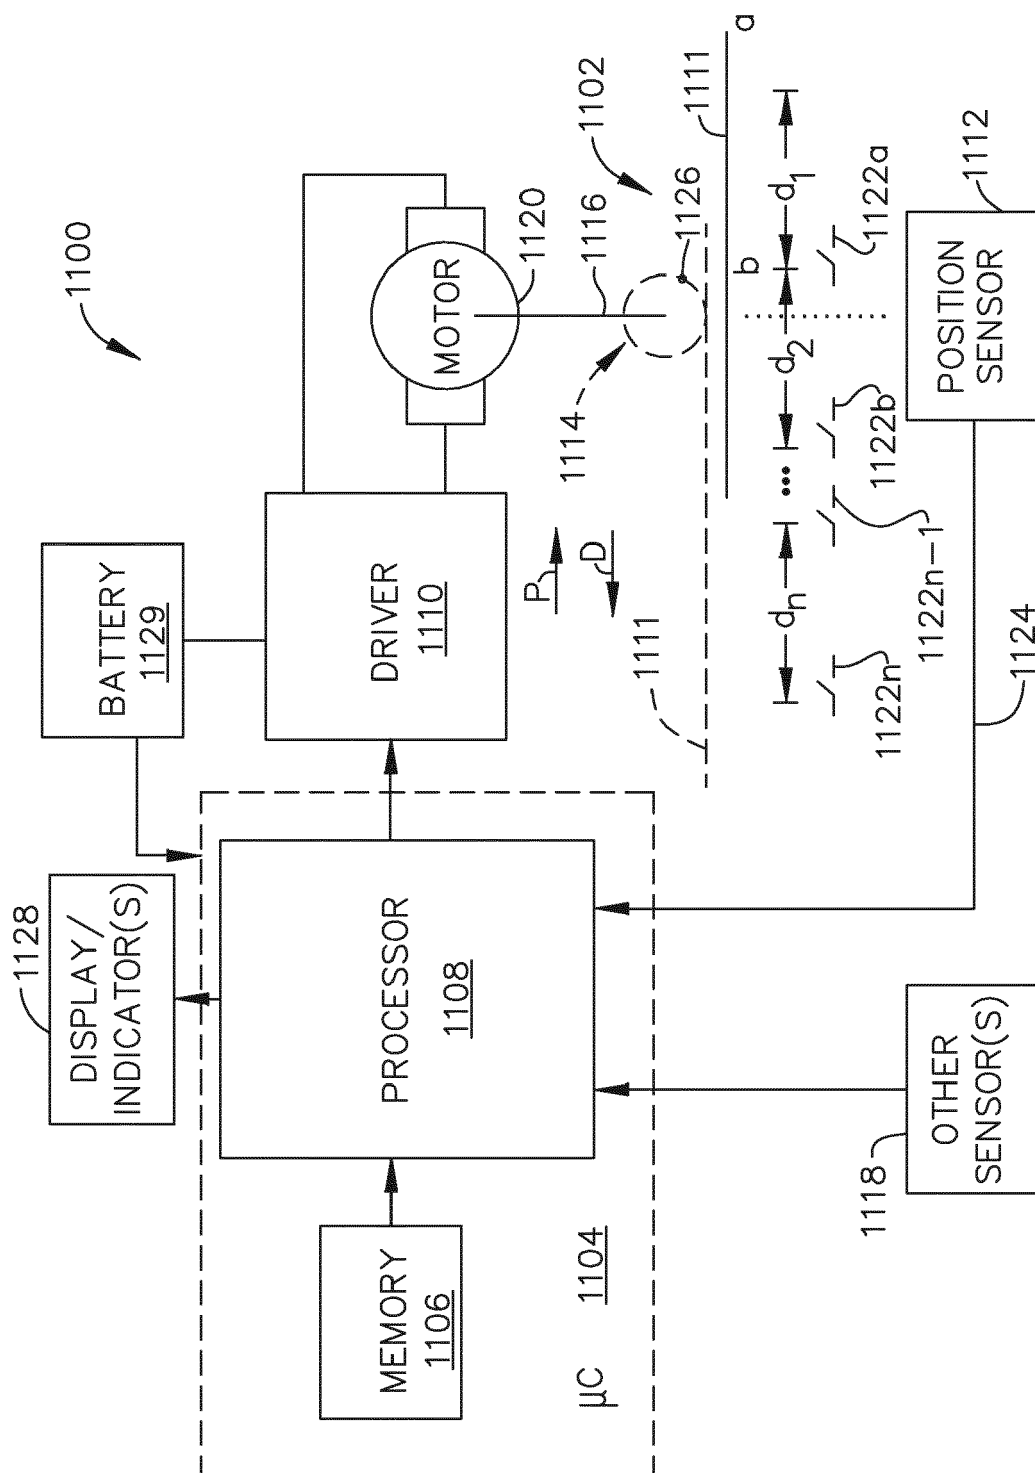 1100
BATTERY
1129
DISPLAY/
INDICATOR(S)
1128
MEMORY
1106
PROCESSOR
1108
DRIVER
1110
MOTOR
1120
1116
1102
1114
1126
P
D
μC
1104
1111
1111
a
b
dn
•••
d2
d1
1122n
1122n-1
1122b
1122a
1118
OTHER
SENSOR(S)
1124
POSITION
SENSOR
1112